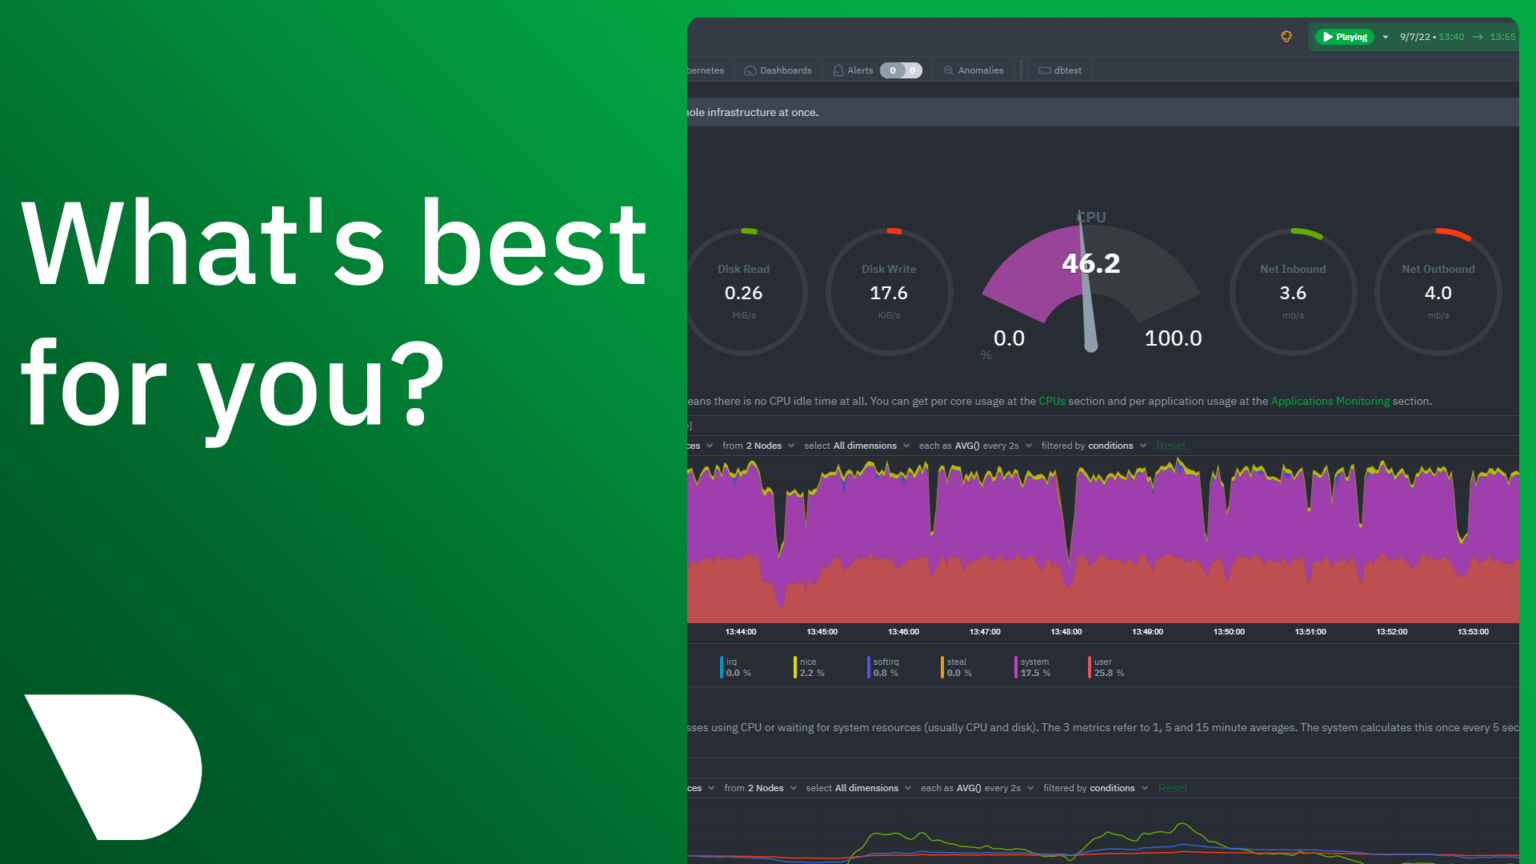 What's best
for you?
Playing
9/7/22 • 13:40 → 13:55
bernetes
Dashboards
Alerts
0
0
Anomalies
dbtest
ole infrastructure at once.
CPU
46.2
0.0
100.0
%
Disk Read
0.26
MiB/s
Disk Write
17.6
KiB/s
Net Inbound
3.6
mb/s
Net Outbound
4.0
mb/s
eans there is no CPU idle time at all. You can get per core usage at the CPUs section and per application usage at the Applications Monitoring section.
ces from 2 Nodes select All dimensions each as AVG() every 2s filtered by conditions Reset
13:44:00 13:45:00 13:46:00 13:47:00 13:48:00 13:49:00 13:50:00 13:51:00 13:52:00 13:53:00
irq
0.0 %
nice
2.2 %
softirq
0.8 %
steal
0.0 %
system
17.5 %
user
25.8 %
sses using CPU or waiting for system resources (usually CPU and disk). The 3 metrics refer to 1, 5 and 15 minute averages. The system calculates this once every 5 sec
ces from 2 Nodes select All dimensions each as AVG() every 2s filtered by conditions Reset